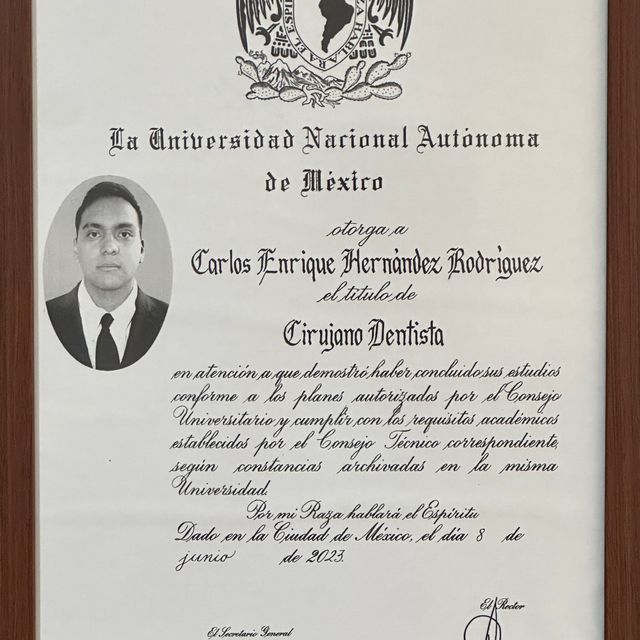 La Universidad Nacional Autónoma
de México
otorga a
Carlos Enrique Hernández Rodríguez
el título de
Cirujano Dentista
en atención a que demostró haber concluido sus estudios
conforme a los planes autorizados por el Consejo
Universitario y cumplir con los requisitos académicos
establecidos por el Consejo Técnico correspondiente,
según constancias archivadas en la misma
Universidad.
Por mi Raza hablará el Espíritu
Dado en la Ciudad de México, el día 8 de
junio de 2023.
El Rector
El Secretario General